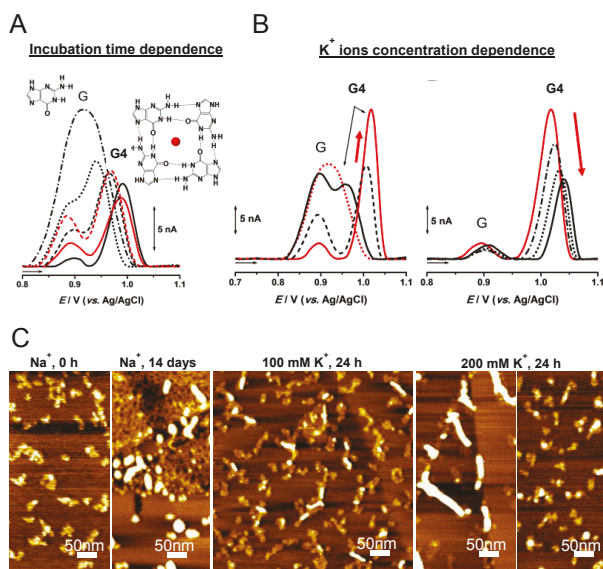 A
Incubation time dependence
G
G4
5 nA
0.8 0.9 1.0 1.1
E / V (vs. Ag/AgCl)
B
K+ ions concentration dependence
G4
G
5 nA
0.7 0.8 0.9 1.0 1.1
E / V (vs. Ag/AgCl)
G4
G
5 nA
0.8 0.9 1.0 1.1
E / V (vs. Ag/AgCl)
C
Na+, 0 h
Na+, 14 days
100 mM K+, 24 h
200 mM K+, 24 h
50nm
50nm
50nm
50nm
50nm